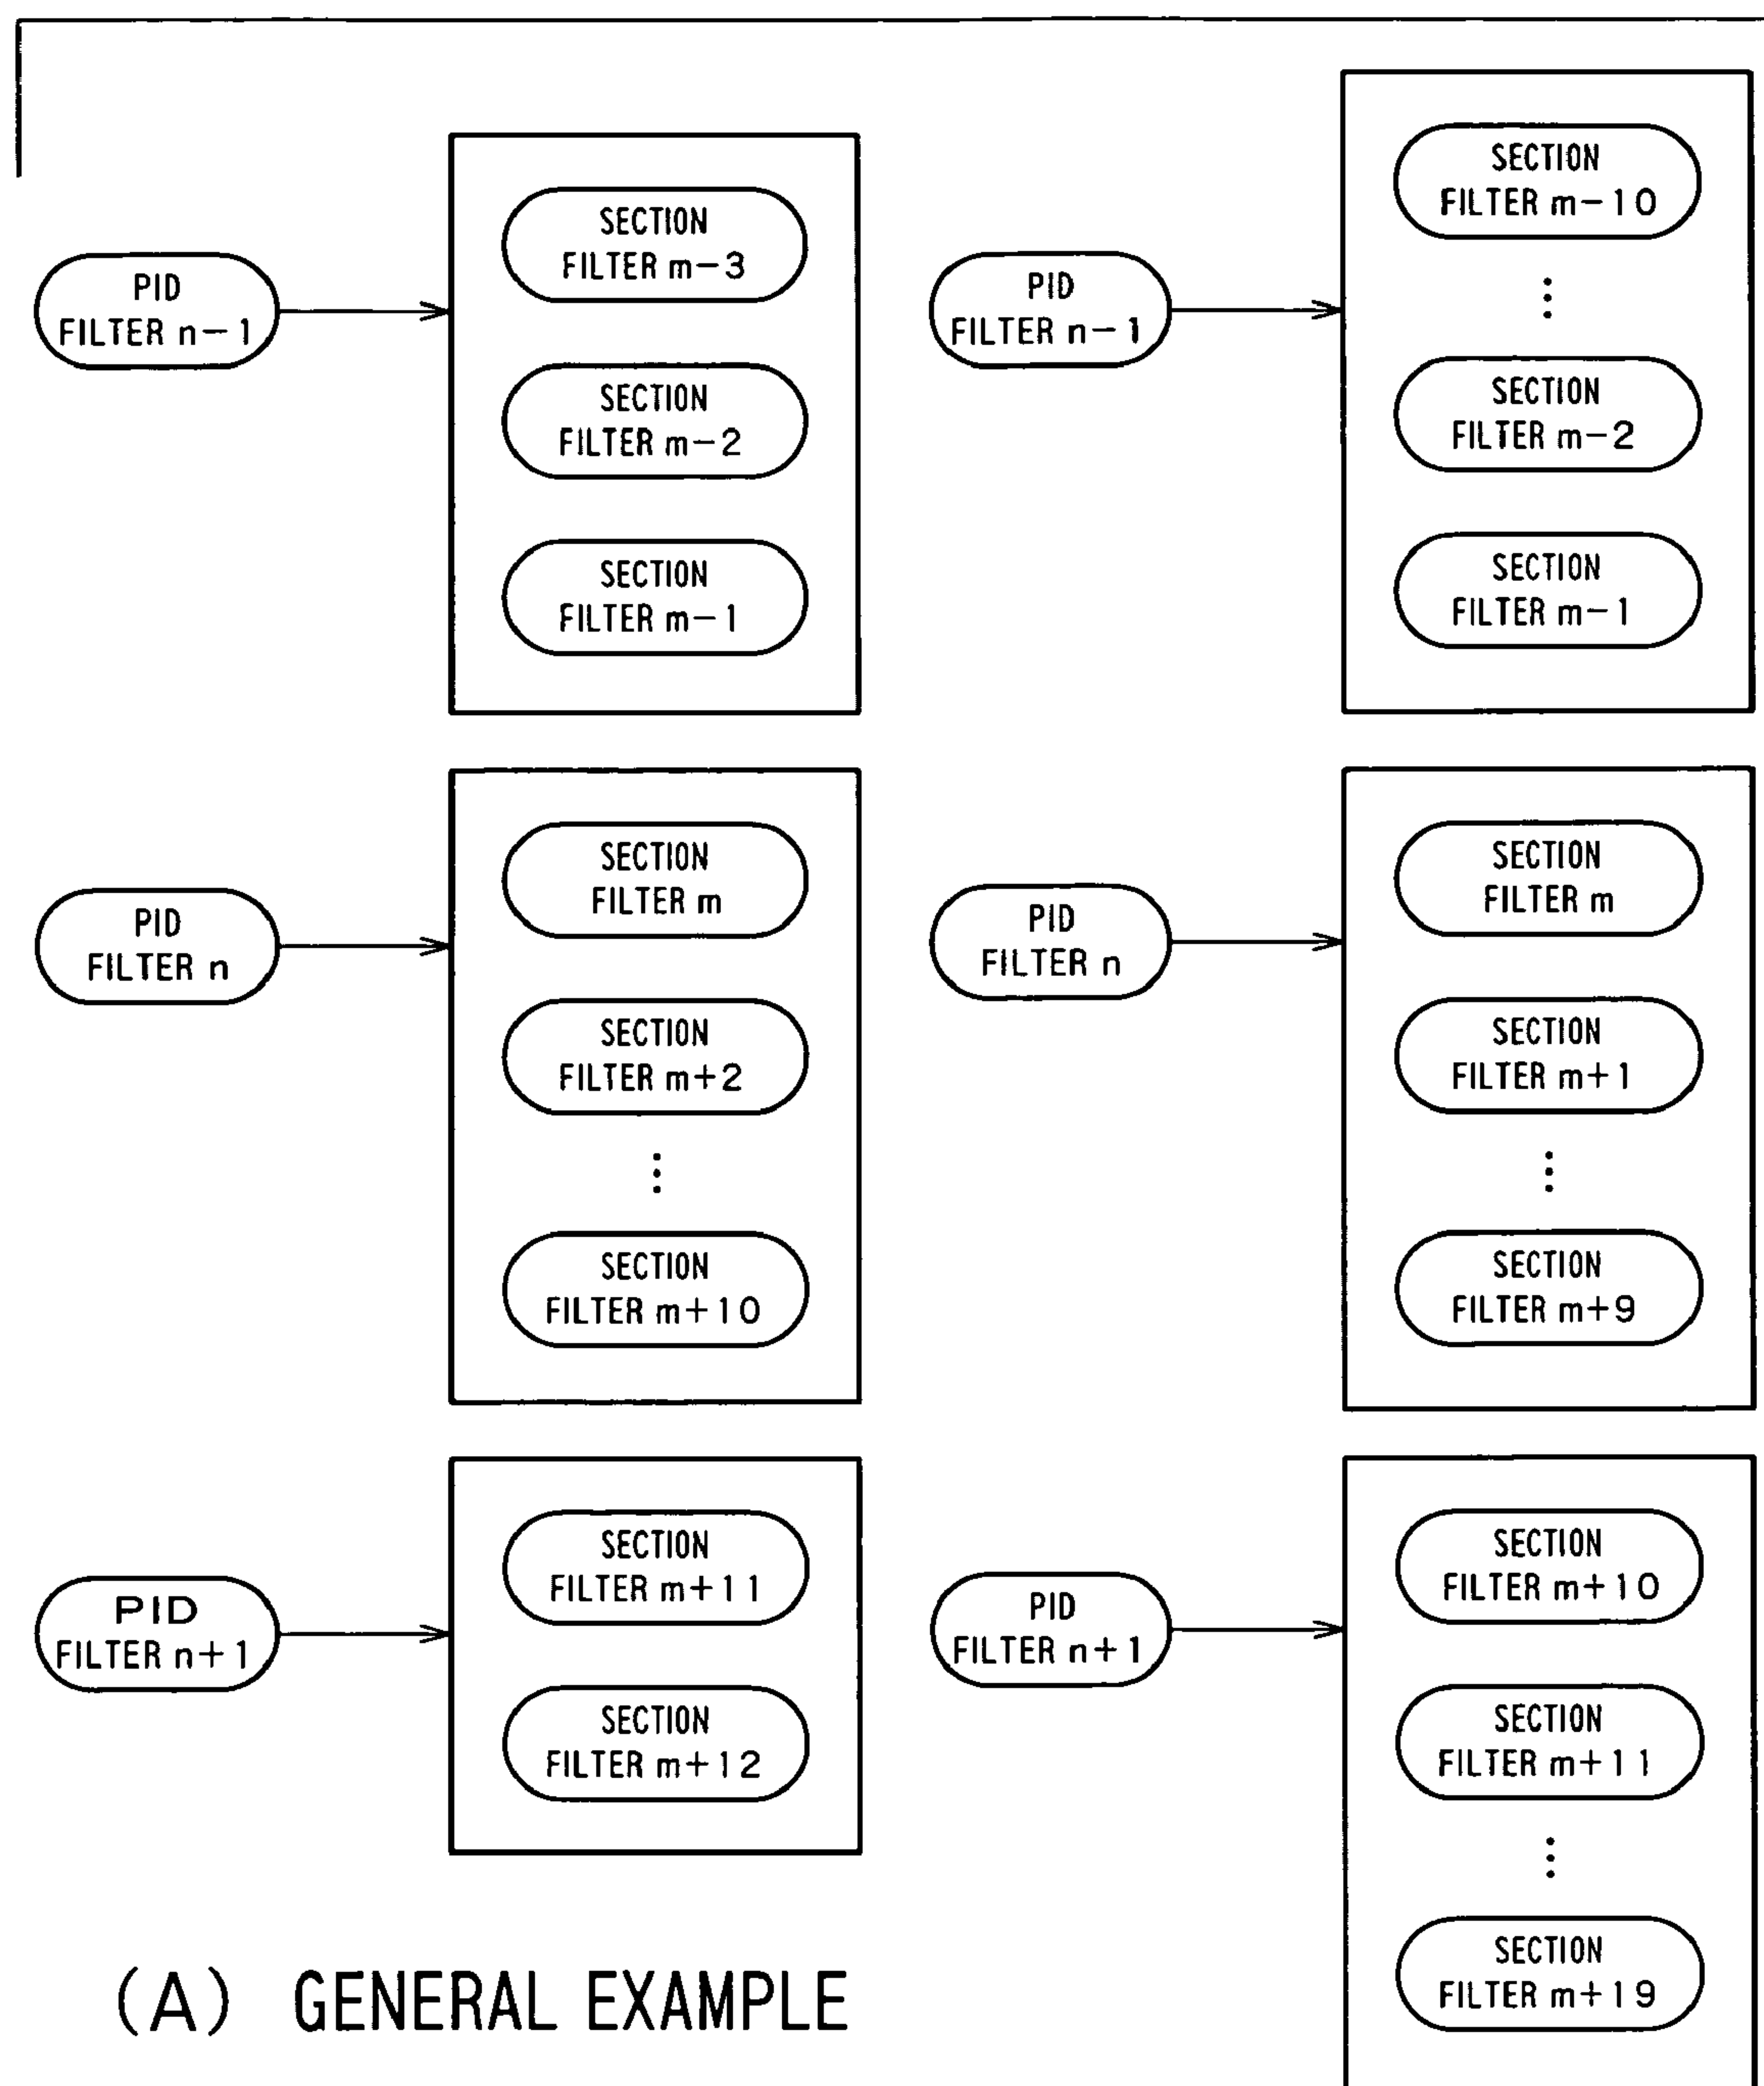 PID
FILTER n-1
SECTION
FILTER m-3
SECTION
FILTER m-2
SECTION
FILTER m-1
PID
FILTER n
SECTION
FILTER m
SECTION
FILTER m+2
⋮
SECTION
FILTER m+10
PID
FILTER n+1
SECTION
FILTER m+11
SECTION
FILTER m+12
(A) GENERAL EXAMPLE
PID
FILTER n-1
SECTION
FILTER m-10
⋮
SECTION
FILTER m-2
SECTION
FILTER m-1
PID
FILTER n
SECTION
FILTER m
SECTION
FILTER m+1
⋮
SECTION
FILTER m+9
PID
FILTER n+1
SECTION
FILTER m+10
SECTION
FILTER m+11
⋮
SECTION
FILTER m+19